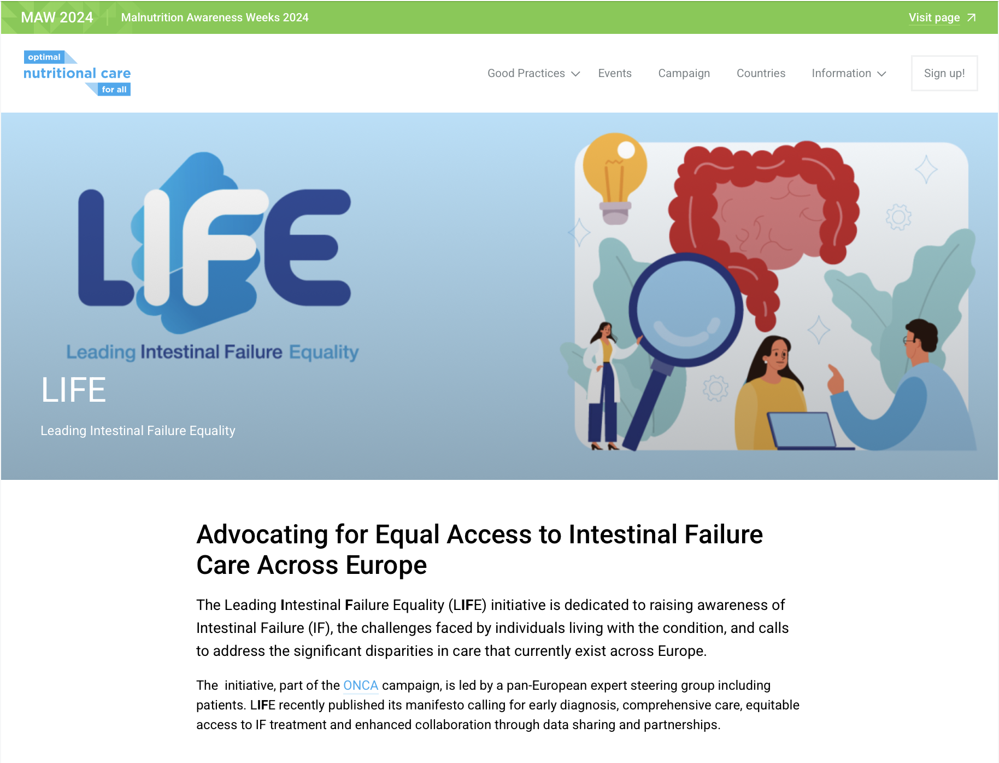 MAW 2024
Malnutrition Awareness Weeks 2024
Visit page
optimal
nutritional care
for all
Good Practices
Events
Campaign
Countries
Information
Sign up!
LIFE
Leading Intestinal Failure Equality
LIFE
Leading Intestinal Failure Equality
Advocating for Equal Access to Intestinal Failure
Care Across Europe
The Leading Intestinal Failure Equality (LIFE) initiative is dedicated to raising awareness of
Intestinal Failure (IF), the challenges faced by individuals living with the condition, and calls
to address the significant disparities in care that currently exist across Europe.
The  initiative, part of the ONCA campaign, is led by a pan-European expert steering group including
patients. LIFE recently published its manifesto calling for early diagnosis, comprehensive care, equitable
access to IF treatment and enhanced collaboration through data sharing and partnerships.